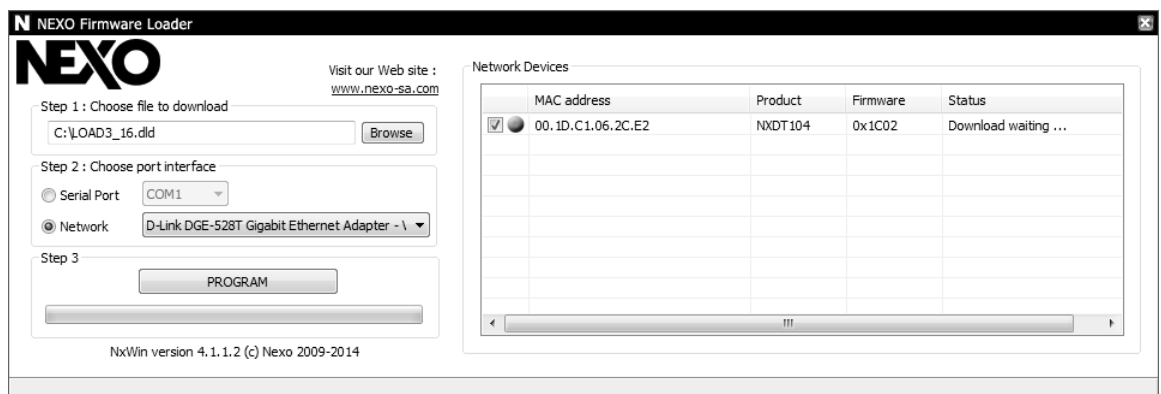 N NEXO Firmware Loader
NEXO
Visit our Web site :
www.nexo-sa.com
Step 1 : Choose file to download
C:\LOAD3_16.dld
Browse
Step 2 : Choose port interface
Serial Port
COM1
Network
D-Link DGE-528T Gigabit Ethernet Adapter - \
Step 3
PROGRAM
NxWin version 4.1.1.2 (c) Nexo 2009-2014
Network Devices
MAC address Product Firmware Status
00.1D.C1.06.2C.E2 NXDT104 0x1C02 Download waiting ...